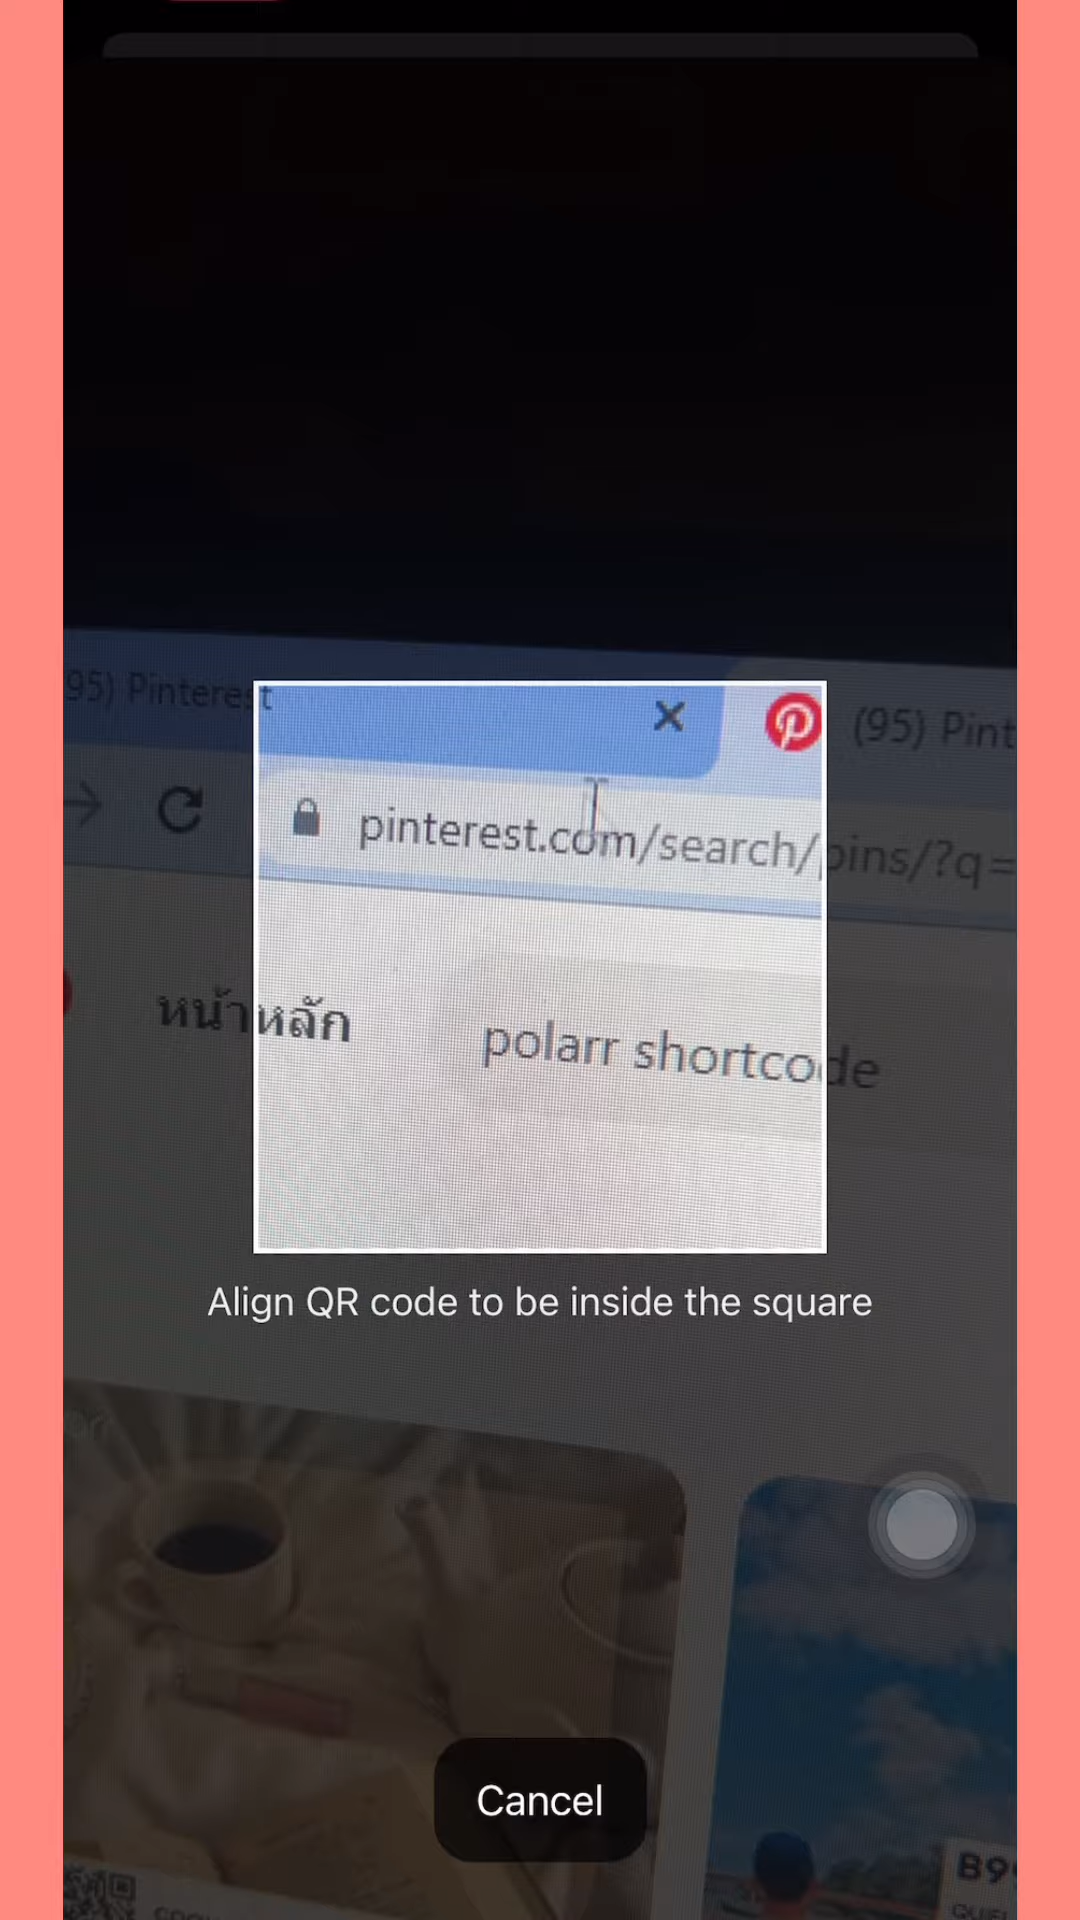 95) Pinterest
(95) Pint
pinterest.com/search/pins/?q=
หน้าหลัก
polarr shortcode
Align QR code to be inside the square
Cancel
B9